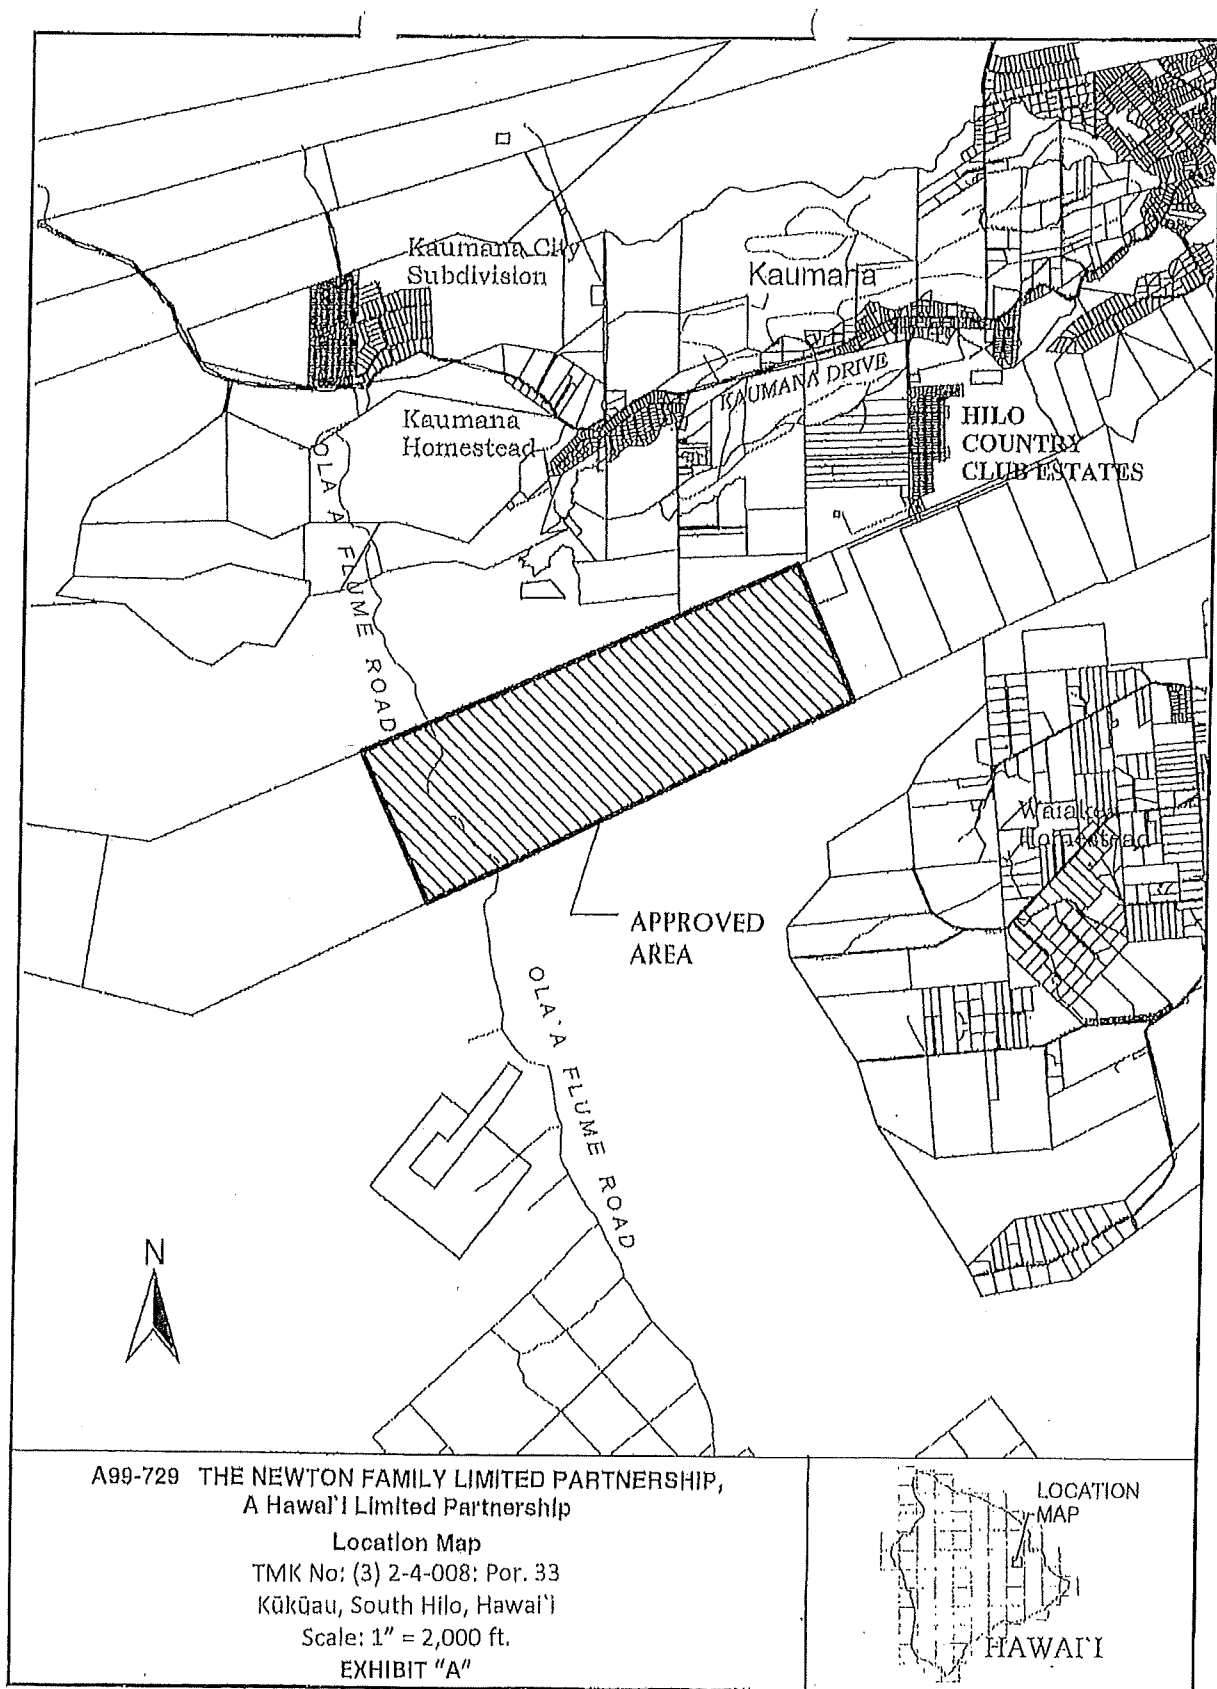 Kaumana City
Subdivision
Kaumana
KAUMANA DRIVE
Kaumana
Homestead
HILO
COUNTRY
CLUB ESTATES
OLA'A FLUME ROAD
Waiakea
Homestead
APPROVED
AREA
OLA`A FLUME ROAD
N
A99-729 THE NEWTON FAMILY LIMITED PARTNERSHIP,
A Hawai`i Limited Partnership
Location Map
TMK No: (3) 2-4-008: Por. 33
Kūkūau, South Hilo, Hawai`i
Scale: 1" = 2,000 ft.
EXHIBIT "A"
LOCATION
MAP
HAWAI`I